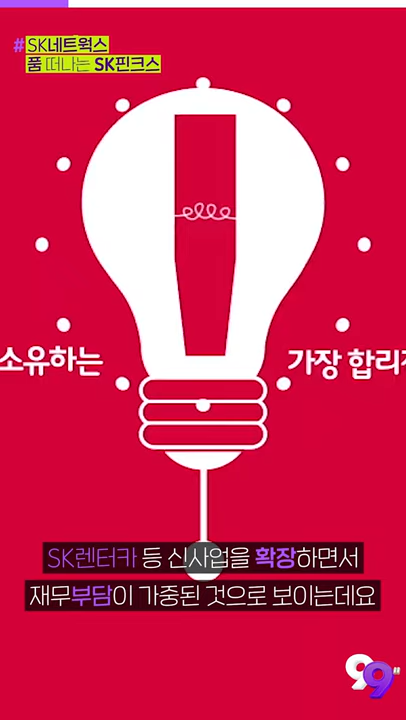 #SK네트웍스
품 떠나는 SK핀크스
소유하는
가장 합리
SK렌터카 등 신사업을 확장하면서
재무부담이 가중된 것으로 보이는데요
99"